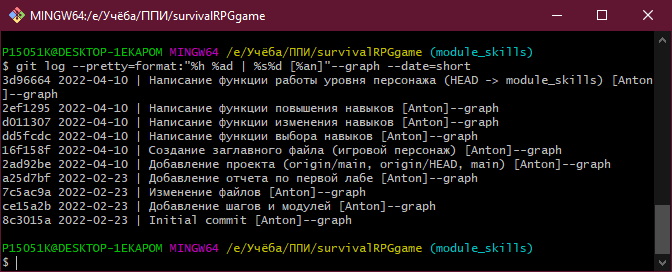 MINGW64:/e/Учёба/ППИ/survivalRPGgame
P15051K@DESKTOP-1EKAPOM MINGW64 /e/Учёба/ППИ/survivalRPGgame (module_skills)
$ git log --pretty=format:"%h %ad | %s%d [%an]"--graph --date=short
3d96664 2022-04-10 | Написание функции работы уровня персонажа (HEAD -> module_skills) [Anton
]--graph
2ef1295 2022-04-10 | Написание функции повышения навыков [Anton]--graph
d011307 2022-04-10 | Написание функции изменения навыков [Anton]--graph
dd5fcdc 2022-04-10 | Написание функции выбора навыков [Anton]--graph
16f158f 2022-04-10 | Создание заглавного файла (игровой персонаж) [Anton]--graph
2ad92be 2022-04-10 | Добавление проекта (origin/main, origin/HEAD, main) [Anton]--graph
a25d7bf 2022-02-23 | Добавление отчета по первой лабе [Anton]--graph
7c5ac9a 2022-02-23 | Изменение файлов [Anton]--graph
ce15a2b 2022-02-23 | Добавление шагов и модулей [Anton]--graph
8c3015a 2022-02-23 | Initial commit [Anton]--graph
P15051K@DESKTOP-1EKAPOM MINGW64 /e/Учёба/ППИ/survivalRPGgame (module_skills)
$